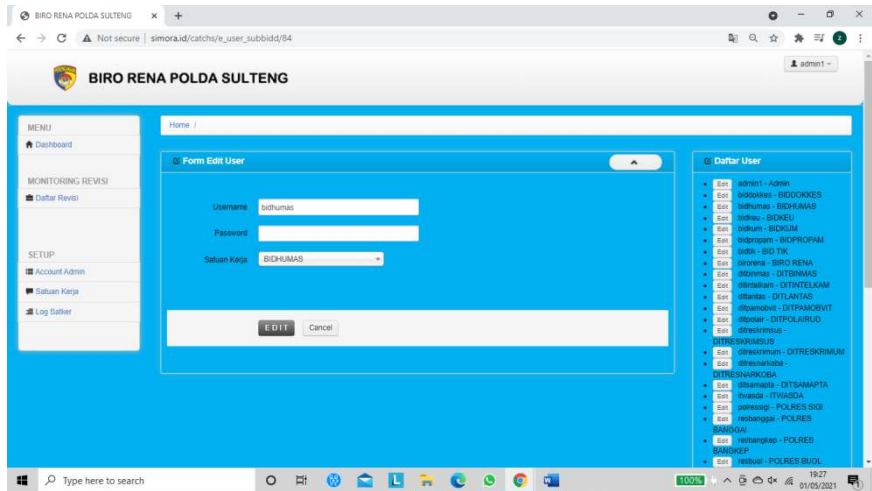 BIRO RENA POLDA SULTENG
Not secure simora.id/catchs/e_user_subbidd/84
BIRO RENA POLDA SULTENG
admin1
MENU
Dashboard
MONITORING REVISI
Daftar Revisi
SETUP
Account Admin
Satuan Kerja
Log Satker
Home /
Form Edit User
Username bidhumas
Password
Satuan Kerja BIDHUMAS
EDIT Cancel
Daftar User
Edit admin1 - Admin
Edit biddokkes - BIDDOKKES
Edit bidhumas - BIDHUMAS
Edit bidkeu - BIDKEU
Edit bidkum - BIDKUM
Edit bidpropam - BIDPROPAM
Edit bidtik - BID TIK
Edit birorena - BIRO RENA
Edit ditbinmas - DITBINMAS
Edit ditintelkam - DITINTELKAM
Edit ditlantas - DITLANTAS
Edit ditpamobvit - DITPAMOBVIT
Edit ditpolair - DITPOLAIRUD
Edit ditreskrimsus -
DITRESKRIMSUS
Edit ditreskrimum - DITRESKRIMUM
Edit ditresnarkoba -
DITRESNARKOBA
Edit ditsamapta - DITSAMAPTA
Edit itwasda - ITWASDA
Edit polressigi - POLRES SIGI
Edit resbanggai - POLRES
BANGGAI
Edit resbangkep - POLRES
BANGKEP
Edit resbuol - POLRES BUOL
Type here to search
100%
19:27
01/05/2021